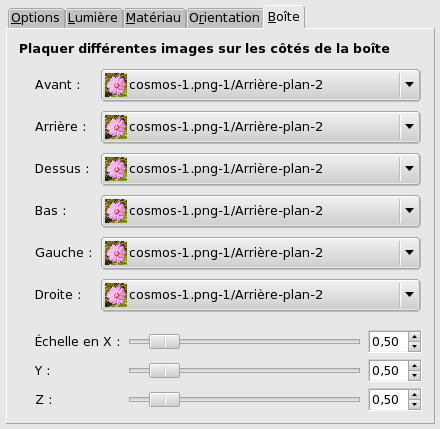 Options Lumière Matériau Orientation Boîte
Plaquer différentes images sur les côtés de la boîte
Avant : cosmos-1.png-1/Arrière-plan-2
Arrière : cosmos-1.png-1/Arrière-plan-2
Dessus : cosmos-1.png-1/Arrière-plan-2
Bas : cosmos-1.png-1/Arrière-plan-2
Gauche : cosmos-1.png-1/Arrière-plan-2
Droite : cosmos-1.png-1/Arrière-plan-2
Échelle en X : 0,50
Y : 0,50
Z : 0,50